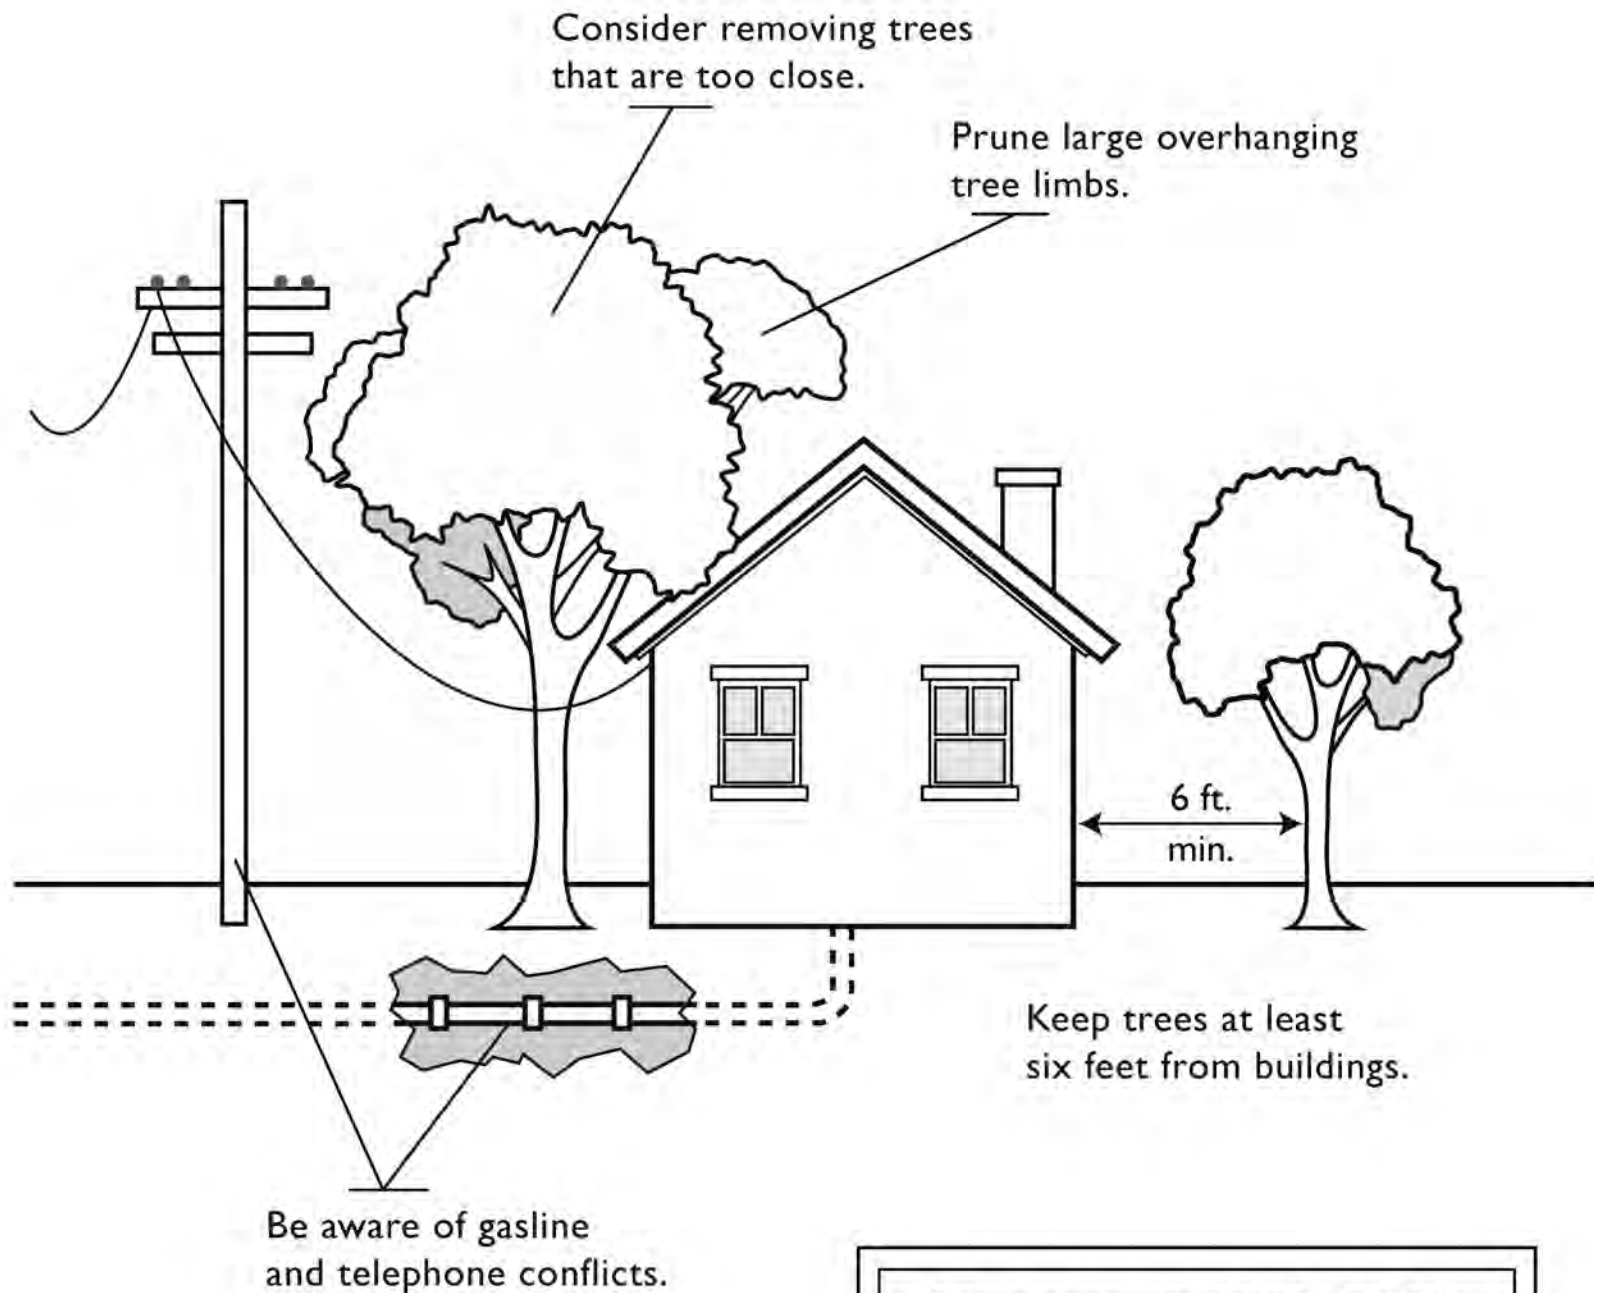 Consider removing trees
that are too close.
Prune large overhanging
tree limbs.
6 ft.
min.
Keep trees at least
six feet from buildings.
Be aware of gasline
and telephone conflicts.